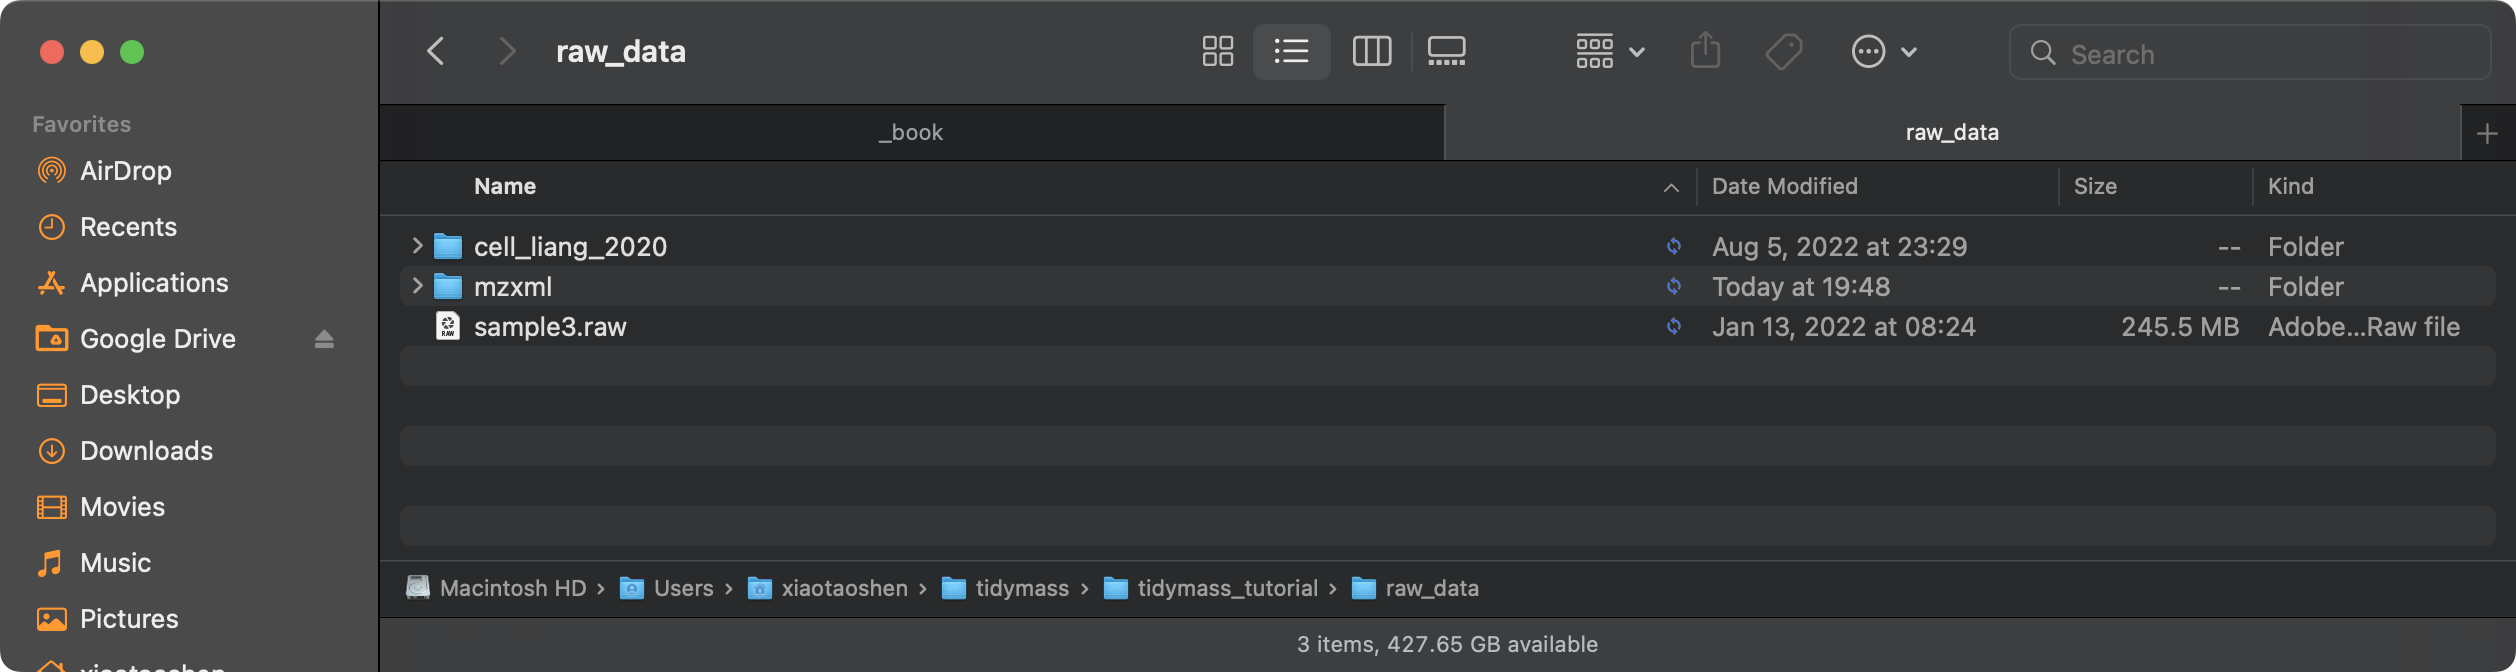 raw_data
Search
_book
raw_data
Favorites
AirDrop
Recents
Applications
Google Drive
Desktop
Downloads
Movies
Music
Pictures
xiaotaoshen
Name Date Modified Size Kind
cell_liang_2020 Aug 5, 2022 at 23:29 -- Folder
mzxml Today at 19:48 -- Folder
RAW
sample3.raw Jan 13, 2022 at 08:24 245.5 MB Adobe...Raw file
Macintosh HD › Users › xiaotaoshen › tidymass › tidymass_tutorial › raw_data
3 items, 427.65 GB available